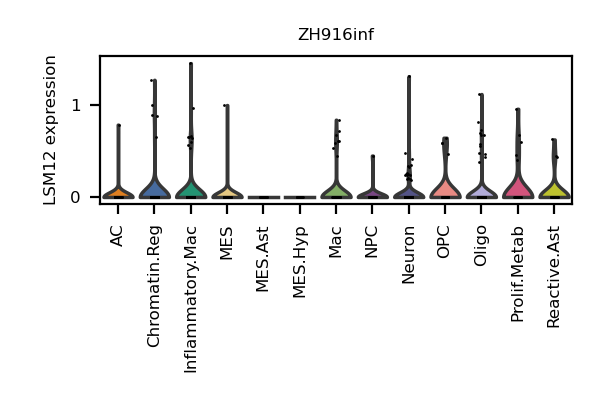 ZH916inf
LSM12 expression
1
0
AC
Chromatin.Reg
Inflammatory.Mac
MES
MES.Ast
MES.Hyp
Mac
NPC
Neuron
OPC
Oligo
Prolif.Metab
Reactive.Ast